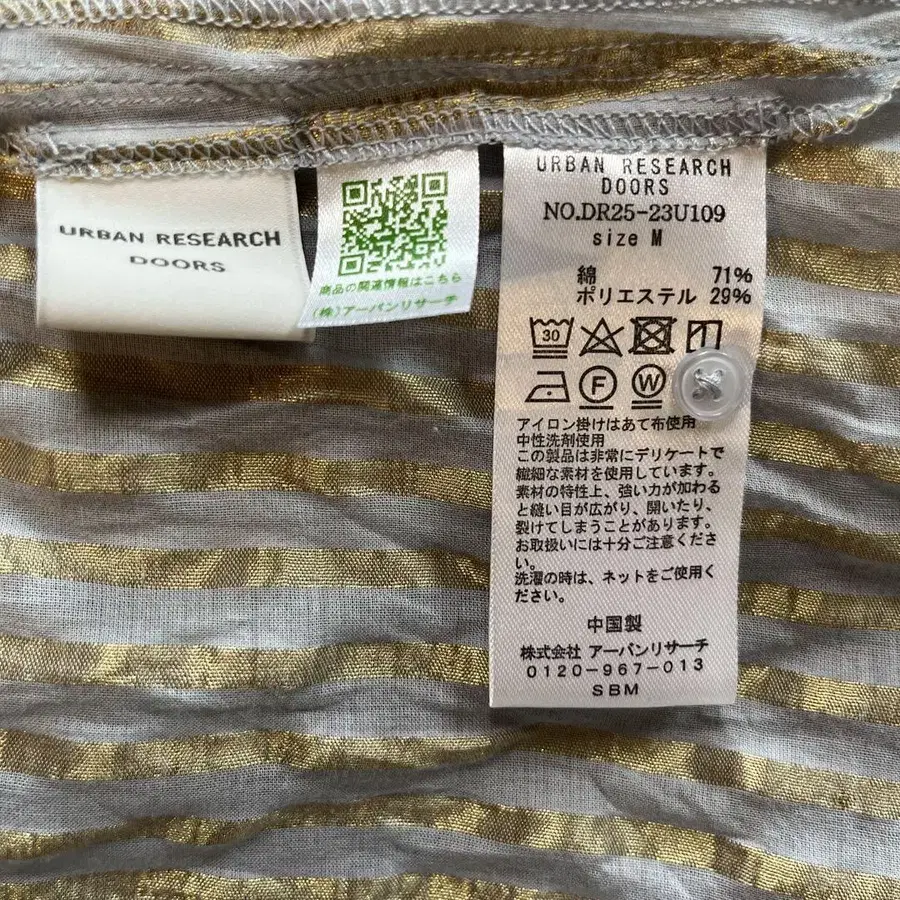 URBAN RESEARCH
DOORS
商品の関連情報はこちら
(株)アーバンリサーチ
URBAN RESEARCH
DOORS
NO.DR25-23U109
size M
綿 71%
ポリエステル 29%
30
F W
アイロン掛けはあて布使用
中性洗剤使用
この製品は非常にデリケートで
繊細な素材を使用しています。
素材の特性上、強い力が加わる
と縫い目が広がり、開いたり、
裂けてしまうことがあります。
お取扱いには十分ご注意くださ
い。
洗濯の時は、ネットをご使用く
ださい。
中国製
株式会社 アーバンリサーチ
0120-967-013
SBM